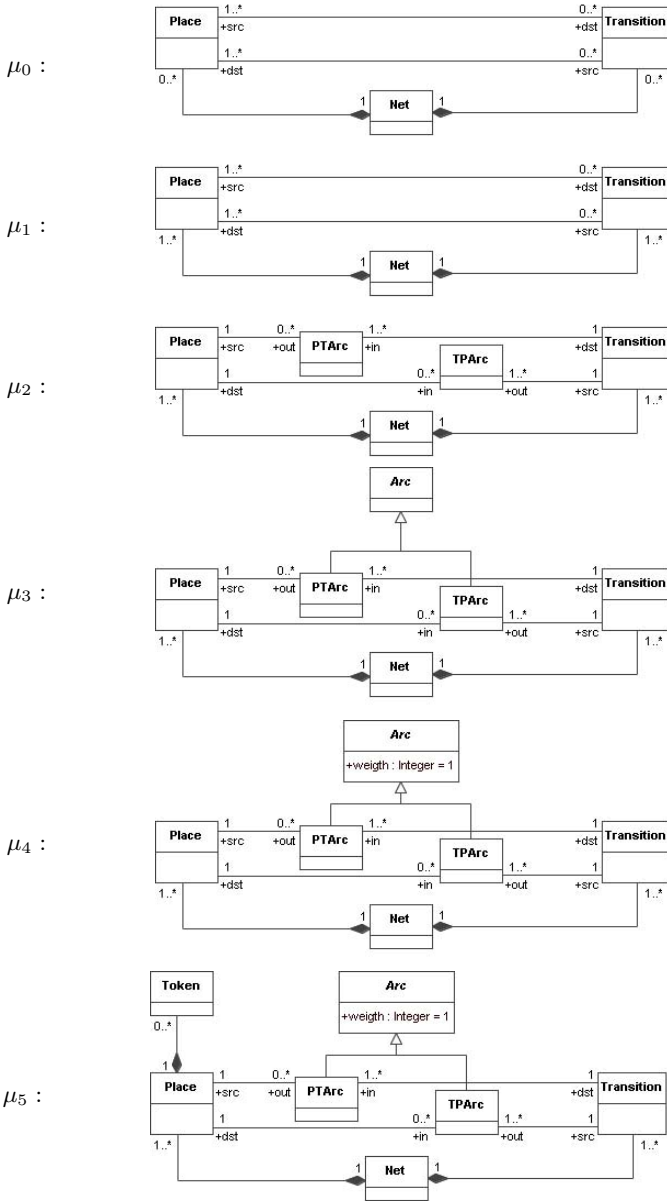 1..* 0..*
Place Transition
+src +dst
1..* 0..*
μ0 :
+dst +src
0..* 1 Net 1 0..*
1..* 0..*
Place Transition
+src +dst
1..* 0..*
μ1 :
+dst +src
1..* 1 Net 1 1..*
1 0..* 1..* 1
Place PTArc Transition
+src +out +in +dst
TPArc
1 0..* 1..* 1
μ2 :
+dst +in +out +src
1..* 1 Net 1 1..*
Arc
1 0..* 1..* 1
Place PTArc Transition
+src +out +in +dst
μ3 :
TPArc
1 0..* 1..* 1
+dst +in +out +src
1..* 1 Net 1 1..*
Arc
+weigth : Integer = 1
1 0..* 1..* 1
Place PTArc Transition
+src +out +in +dst
μ4 :
TPArc
1 0..* 1..* 1
+dst +in +out +src
1..* 1 Net 1 1..*
Token Arc
+weigth : Integer = 1
0..*
1
1 0..* 1..* 1
Place PTArc Transition
+src +out +in +dst
μ5 :
TPArc
1 0..* 1..* 1
+dst +in +out +src
1..* 1 Net 1 1..*